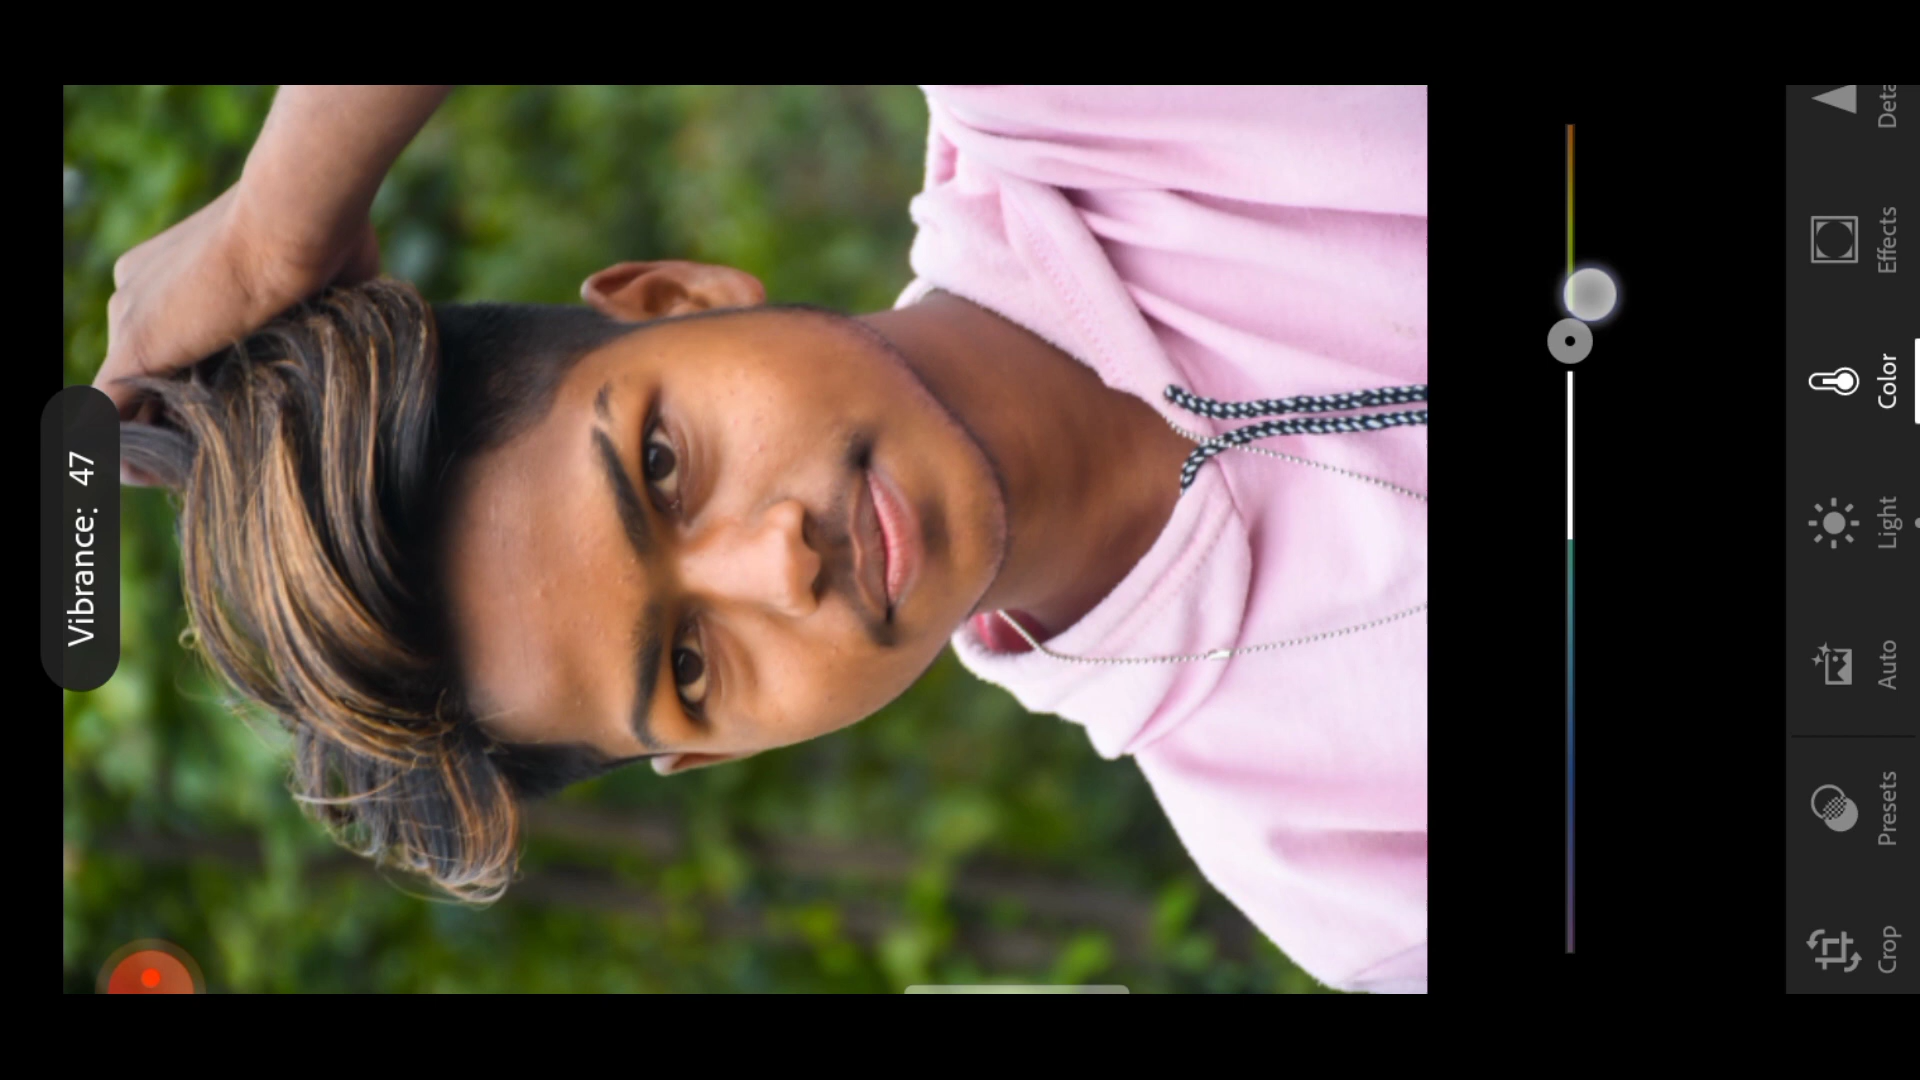 Vibrance: 47
Crop
Presets
Auto
Light
Color
Effects
Deta